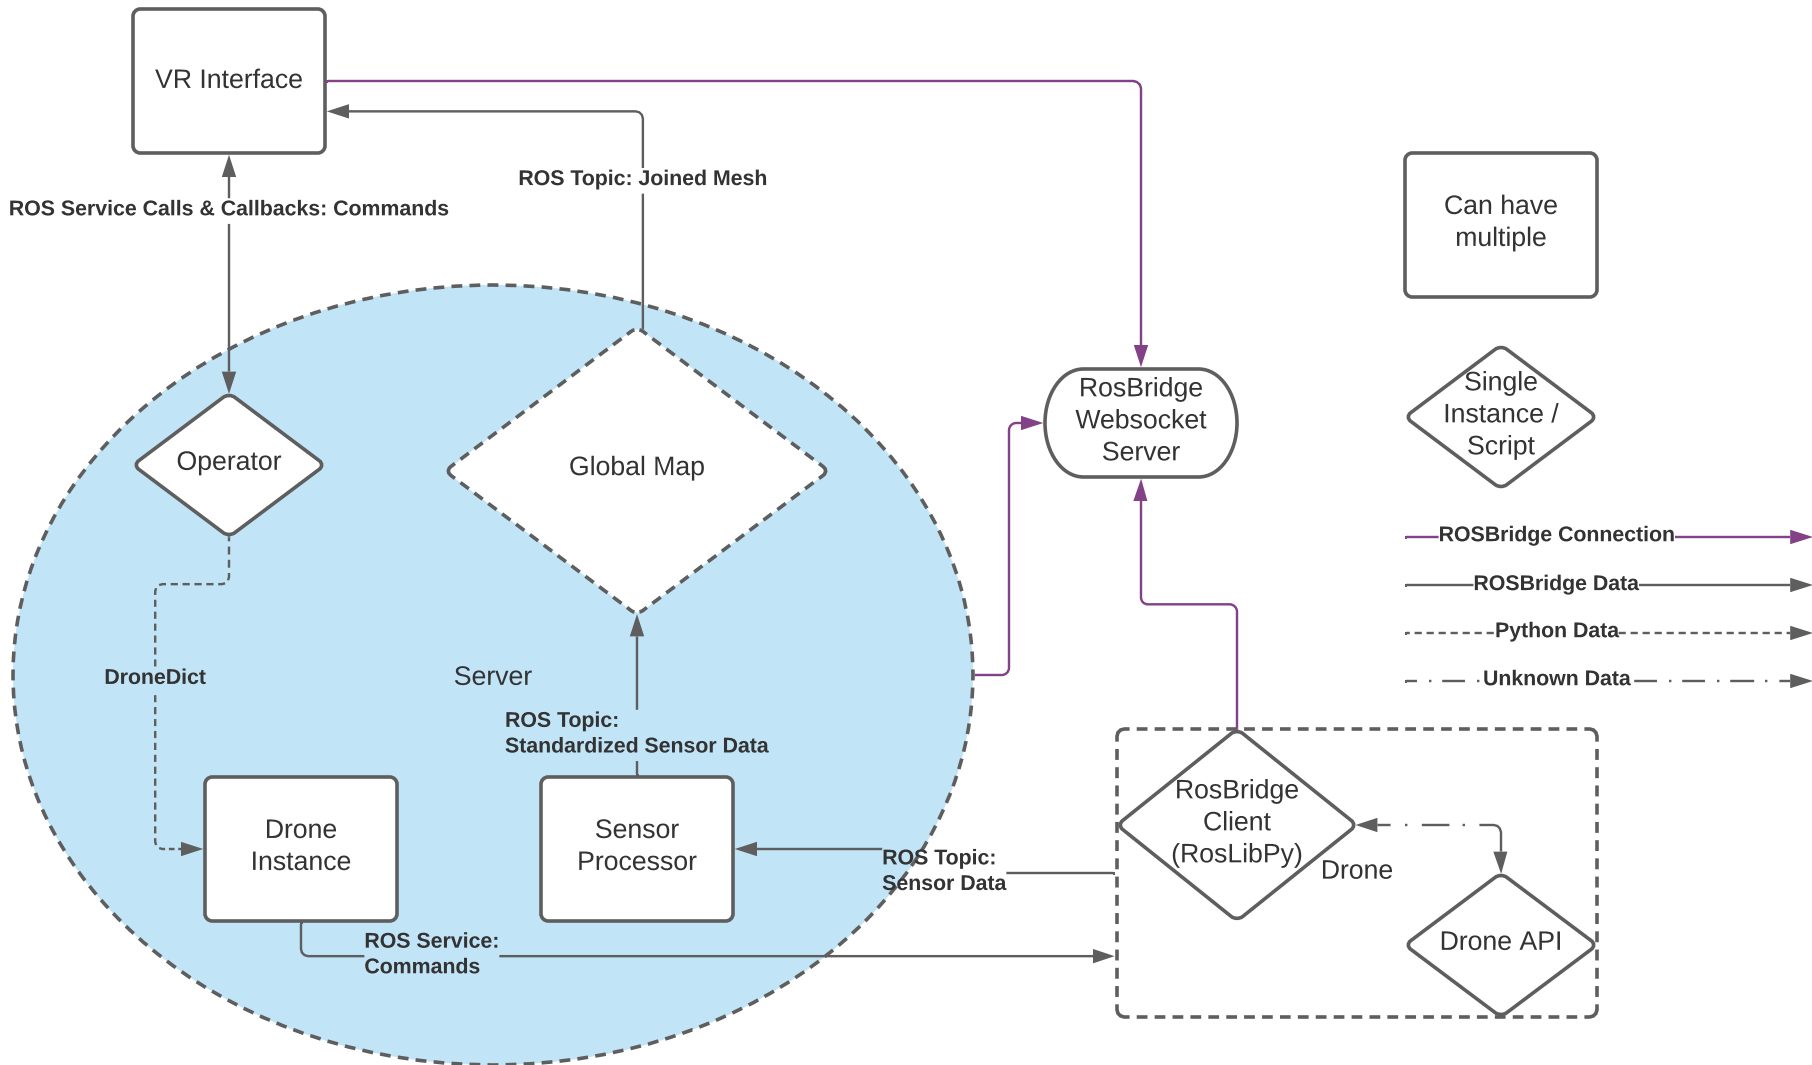 VR Interface
ROS Topic: Joined Mesh
ROS Service Calls & Callbacks: Commands
Can have
multiple
Single
Instance /
Script
RosBridge
Websocket
Server
Operator
Global Map
ROSBridge Connection
ROSBridge Data
Python Data
Unknown Data
DroneDict
Server
ROS Topic:
Standardized Sensor Data
Drone
Instance
Sensor
Processor
ROS Topic:
Sensor Data
RosBridge
Client
(RosLibPy)
Drone
Drone API
ROS Service:
Commands